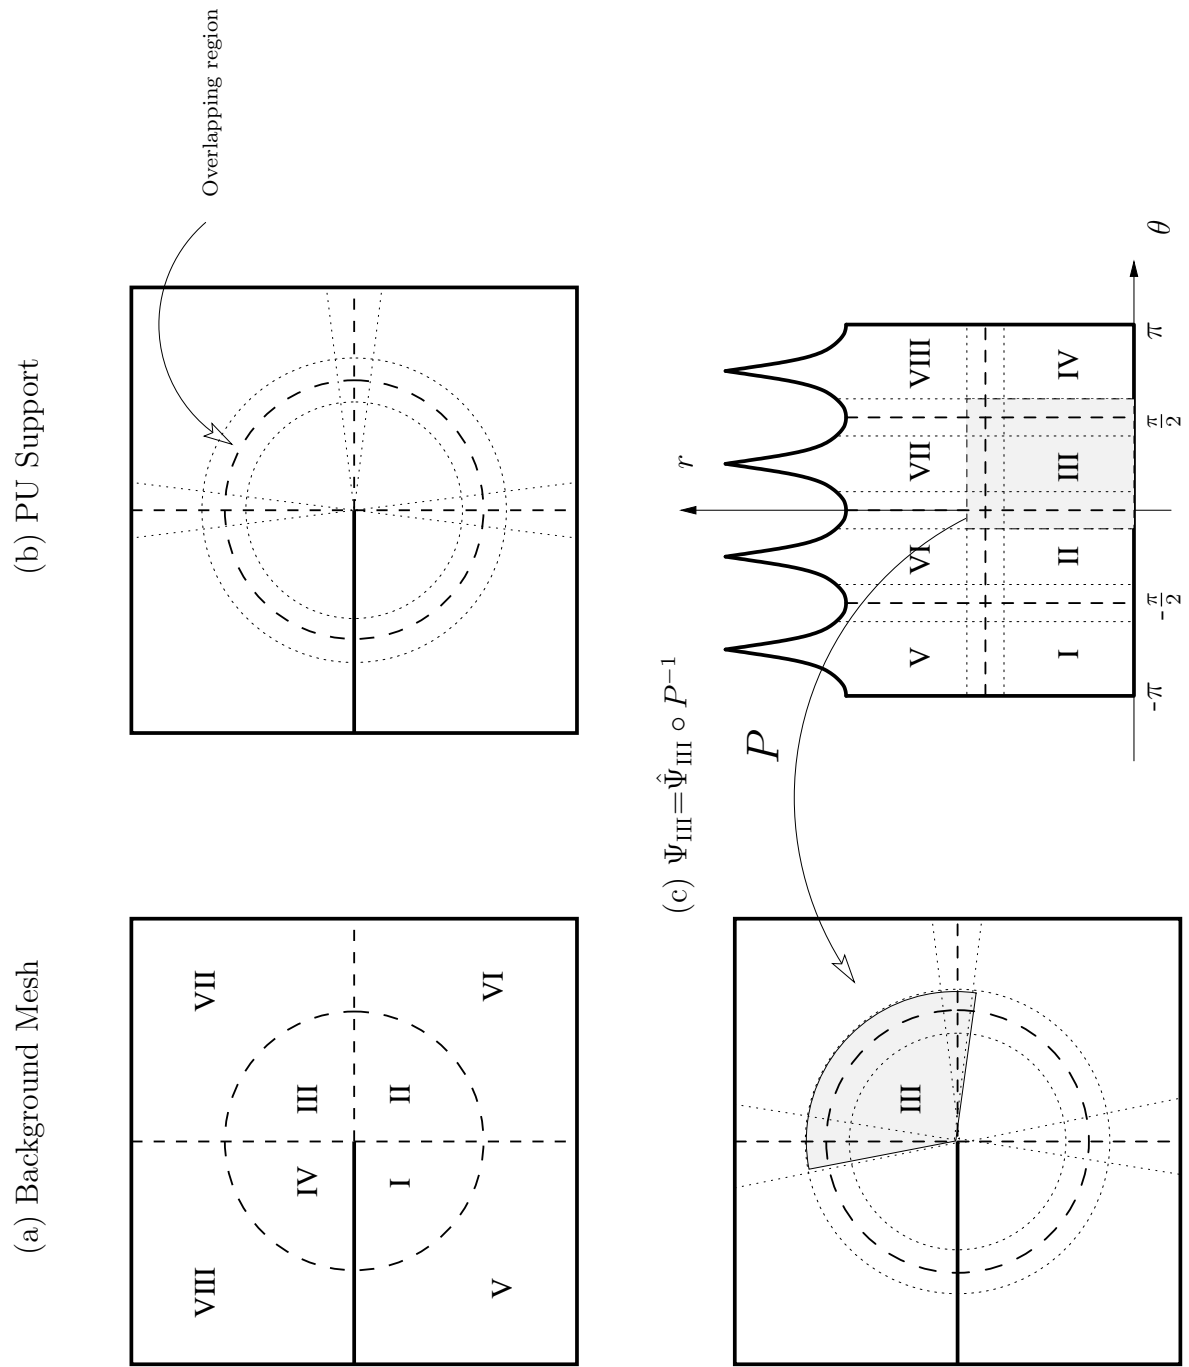 (a) Background Mesh
VIII
VII
IV
III
I
II
V
VI
(b) PU Support
Overlapping region
(c) Ψ_III=Ψ̂_III ∘ P⁻¹
III
P
r
V
VI
VII
VIII
I
II
III
IV
-π
-π/2
π/2
π
θ